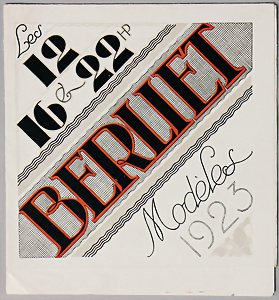 Les
12
16 & 22 HP
BERLIET
Modèles
1923